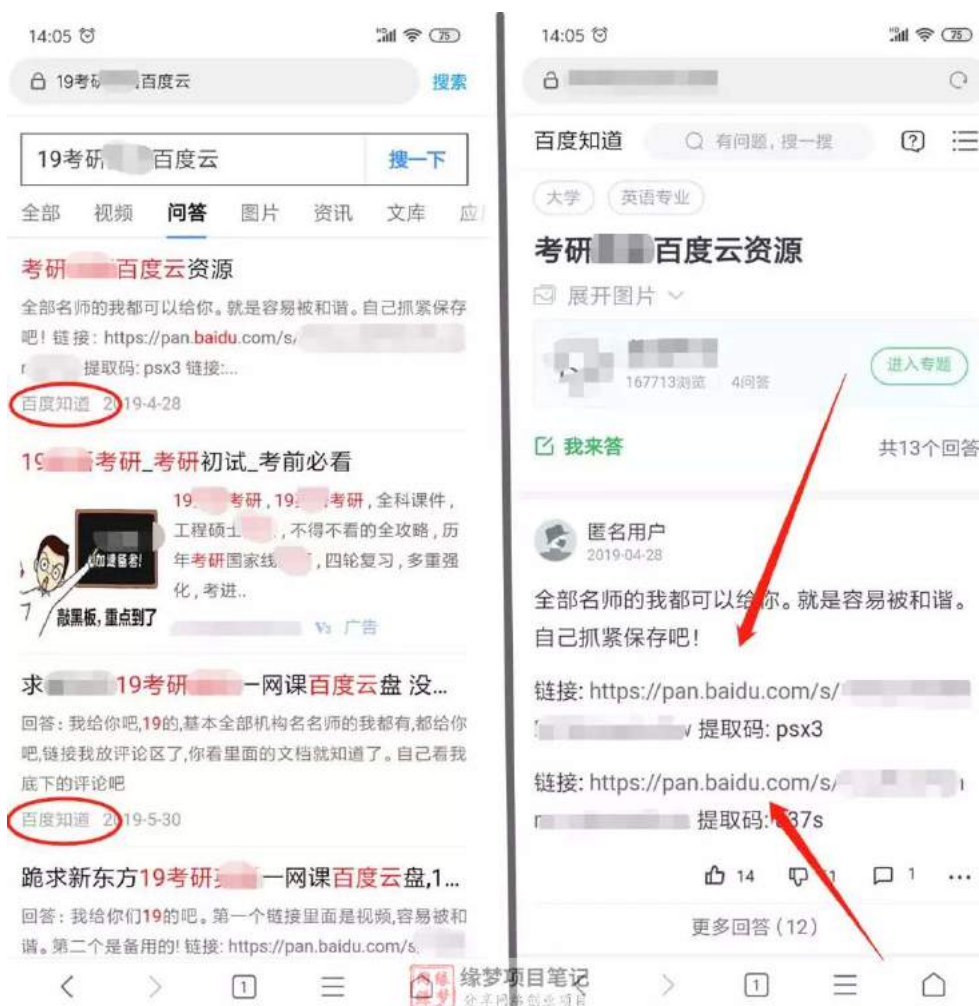 14:05
75
19考研
百度云
搜索
19考研
百度云
搜一下
全部 视频 问答 图片 资讯 文库
考研
百度云资源
全部名师的我都可以给你。就是容易被和谐。自己抓紧保存
吧!链接: https://pan.baidu.com/s/
提取码: psx3 链接:...
百度知道 2019-4-28
19
考研_考研初试_考前必看
19
考研,19
考研,全科课件,
工程硕士
,不得不看的全攻略,历
年考研国家线
,四轮复习,多重强
化,考进..
敲黑板,重点到了
广告
求
19考研
一网课百度云盘 没...
回答: 我给你吧,19的,基本全部机构名名师的我都有,都给你
吧,链接我放评论区了,你看里面的文档就知道了。自己看我
底下的评论吧
百度知道 2019-5-30
跪求新东方19考研
一网课百度云盘,1...
回答: 我给你们19的吧。第一个链接里面是视频,容易被和
谐。第二个是备用的! 链接: https://pan.baidu.com/s
1
14:05
75
百度知道
有问题,搜一搜
大学 英语专业
考研
百度云资源
展开图片
167713浏览 4问答
进入专题
我来答
共13个回答
匿名用户
2019-04-28
全部名师的我都可以给你。就是容易被和谐。
自己抓紧保存吧!
链接: https://pan.baidu.com/s/
提取码: psx3
链接: https://pan.baidu.com/s/
提取码:
37s
14
1
更多回答 (12)
1
缘梦项目笔记
分享网络创业项目